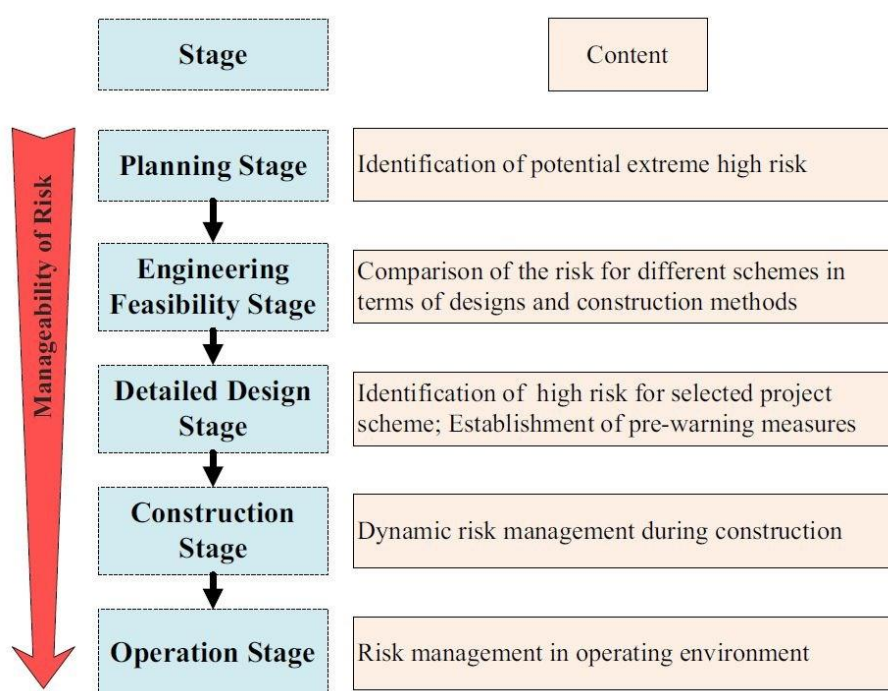 Stage
Content
Manageability of Risk
Planning Stage
Identification of potential extreme high risk
Engineering
Feasibility Stage
Comparison of the risk for different schemes in
terms of designs and construction methods
Detailed Design
Stage
Identification of high risk for selected project
scheme; Establishment of pre-warning measures
Construction
Stage
Dynamic risk management during construction
Operation Stage
Risk management in operating environment